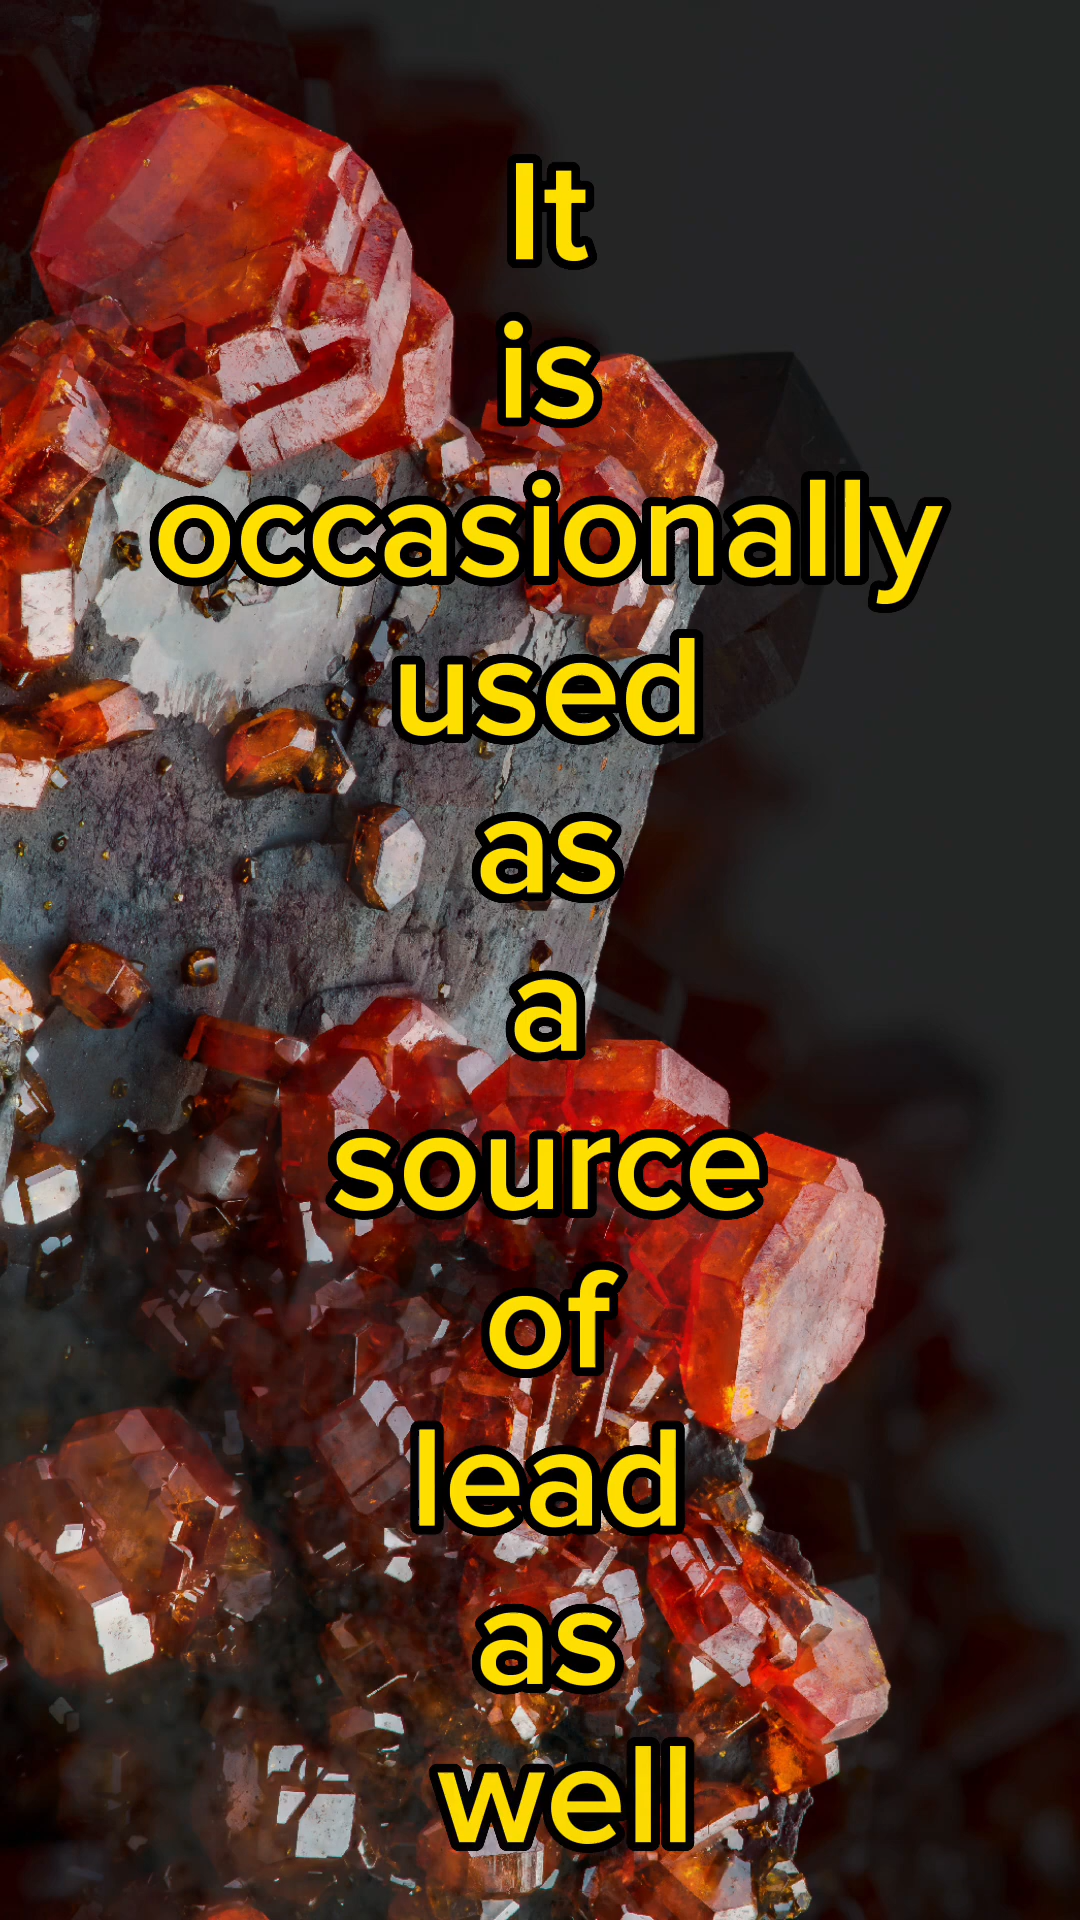 It
is
occasionally
used
as
a
source
of
lead
as
well